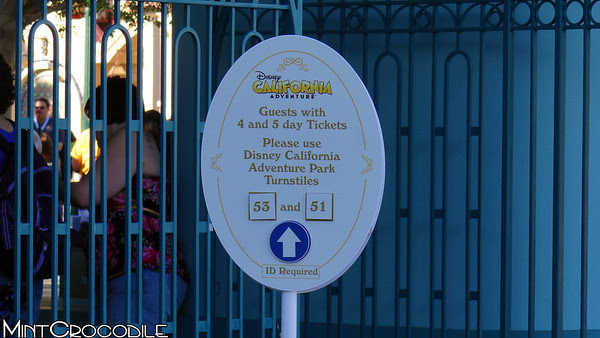 Disney
CALIFORNIA
ADVENTURE
Guests with
4 and 5 day Tickets
Please use
Disney California
Adventure Park
Turnstiles
53 and 51
ID Required
MintCrocodile